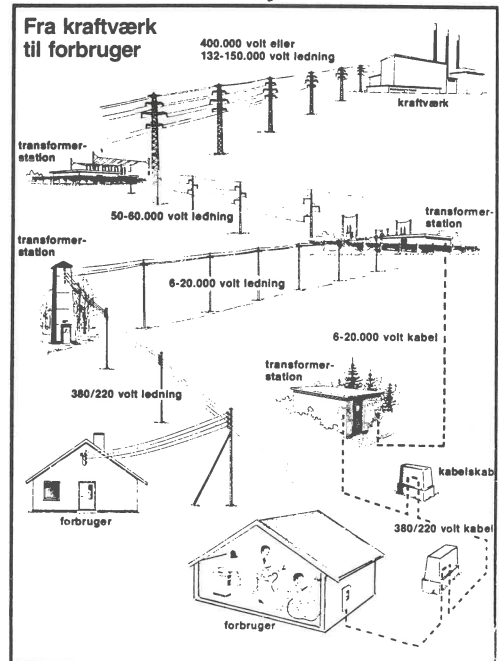 Fra kraftværk
til forbruger
400.000 volt eller
132-150.000 volt ledning
kraftværk
transformer-
station
50-60.000 volt ledning
transformer-
station
transformer-
station
6-20.000 volt ledning
6-20.000 volt kabel
transformer-
station
380/220 volt ledning
kabelskab
forbruger
380/220 volt kabel
forbruger